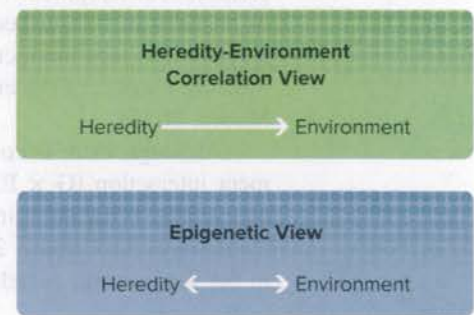 Heredity-Environment
Correlation View
Heredity Environment
Epigenetic View
Heredity Environment